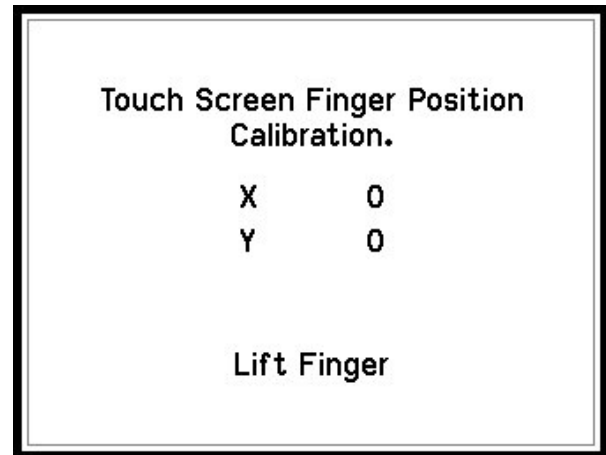 Touch Screen Finger Position
Calibration.
X 0
Y 0
Lift Finger